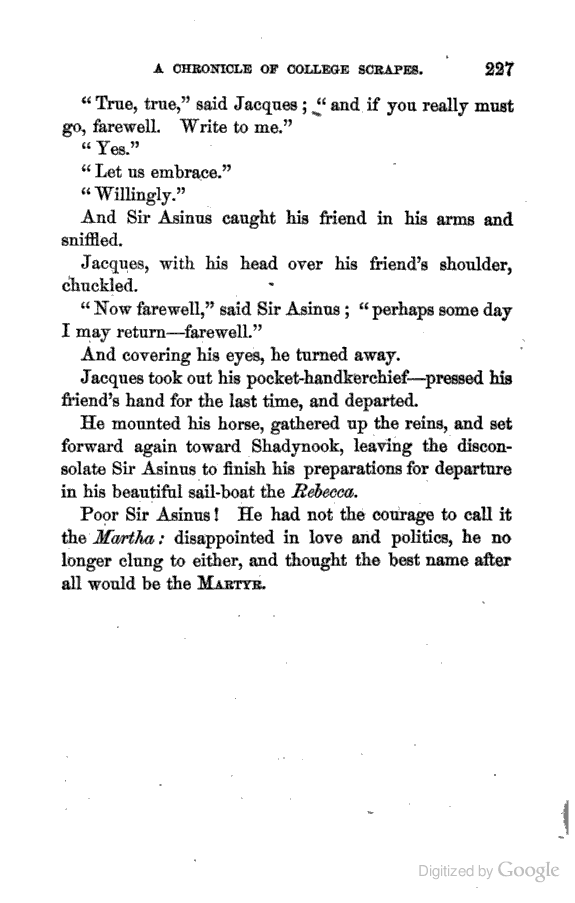 A CHRONICLE OF COLLEGE SCRAPES. 227
“True, true,” said Jacques; “and if you really must
go, farewell. Write to me.”
“Yes.”
“Let us embrace.”
“Willingly.”
And Sir Asinus caught his friend in his arms and
sniffled.
Jacques, with his head over his friend’s shoulder,
chuckled.
“Now farewell,” said Sir Asinus; “perhaps some day
I may return—farewell.”
And covering his eyes, he turned away.
Jacques took out his pocket-handkerchief—pressed his
friend’s hand for the last time, and departed.
He mounted his horse, gathered up the reins, and set
forward again toward Shadynook, leaving the discon-
solate Sir Asinus to finish his preparations for departure
in his beautiful sail-boat the Rebecca.
Poor Sir Asinus! He had not the courage to call it
the Martha: disappointed in love and politics, he no
longer clung to either, and thought the best name after
all would be the MARTYR.
Digitized by Google